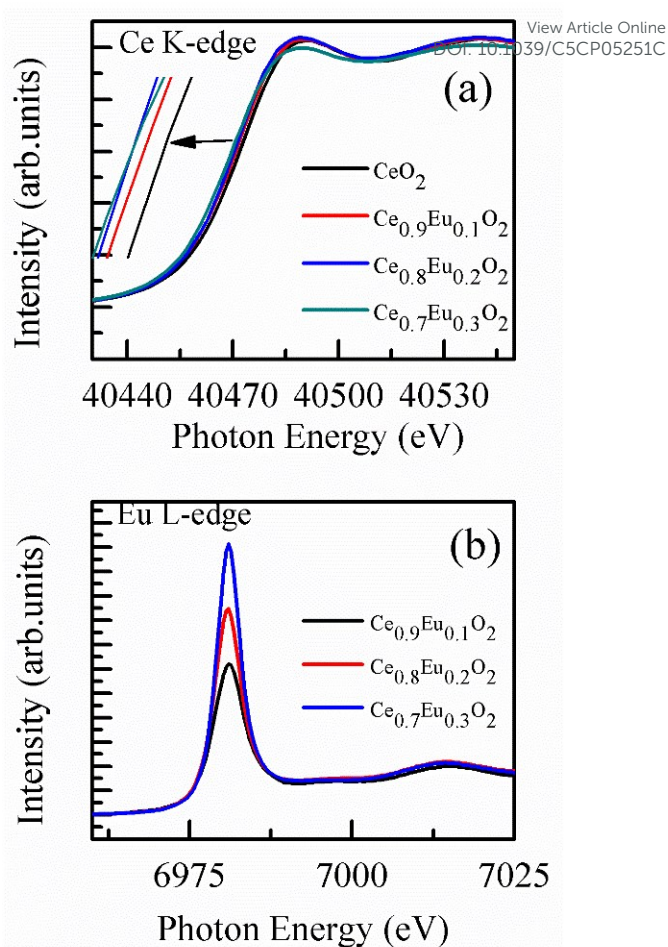 View Article Online
DOI: 10.1039/C5CP05251C
Ce K-edge
(a)
CeO2
Ce0.9Eu0.1O2
Ce0.8Eu0.2O2
Ce0.7Eu0.3O2
Intensity (arb.units)
40440 40470 40500 40530
Photon Energy (eV)
Eu L-edge
(b)
Ce0.9Eu0.1O2
Ce0.8Eu0.2O2
Ce0.7Eu0.3O2
Intensity (arb.units)
6975 7000 7025
Photon Energy (eV)